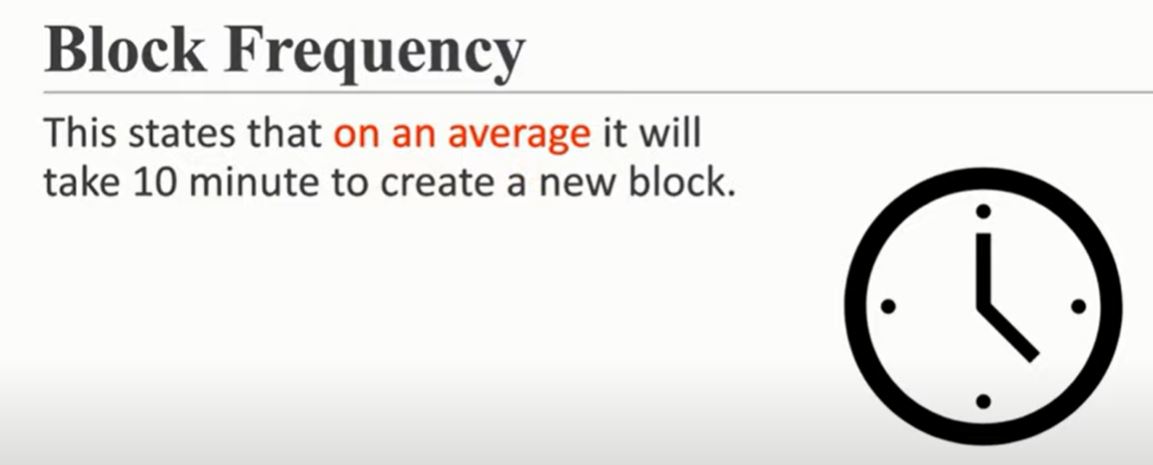 Block Frequency
This states that on an average it will
take 10 minute to create a new block.